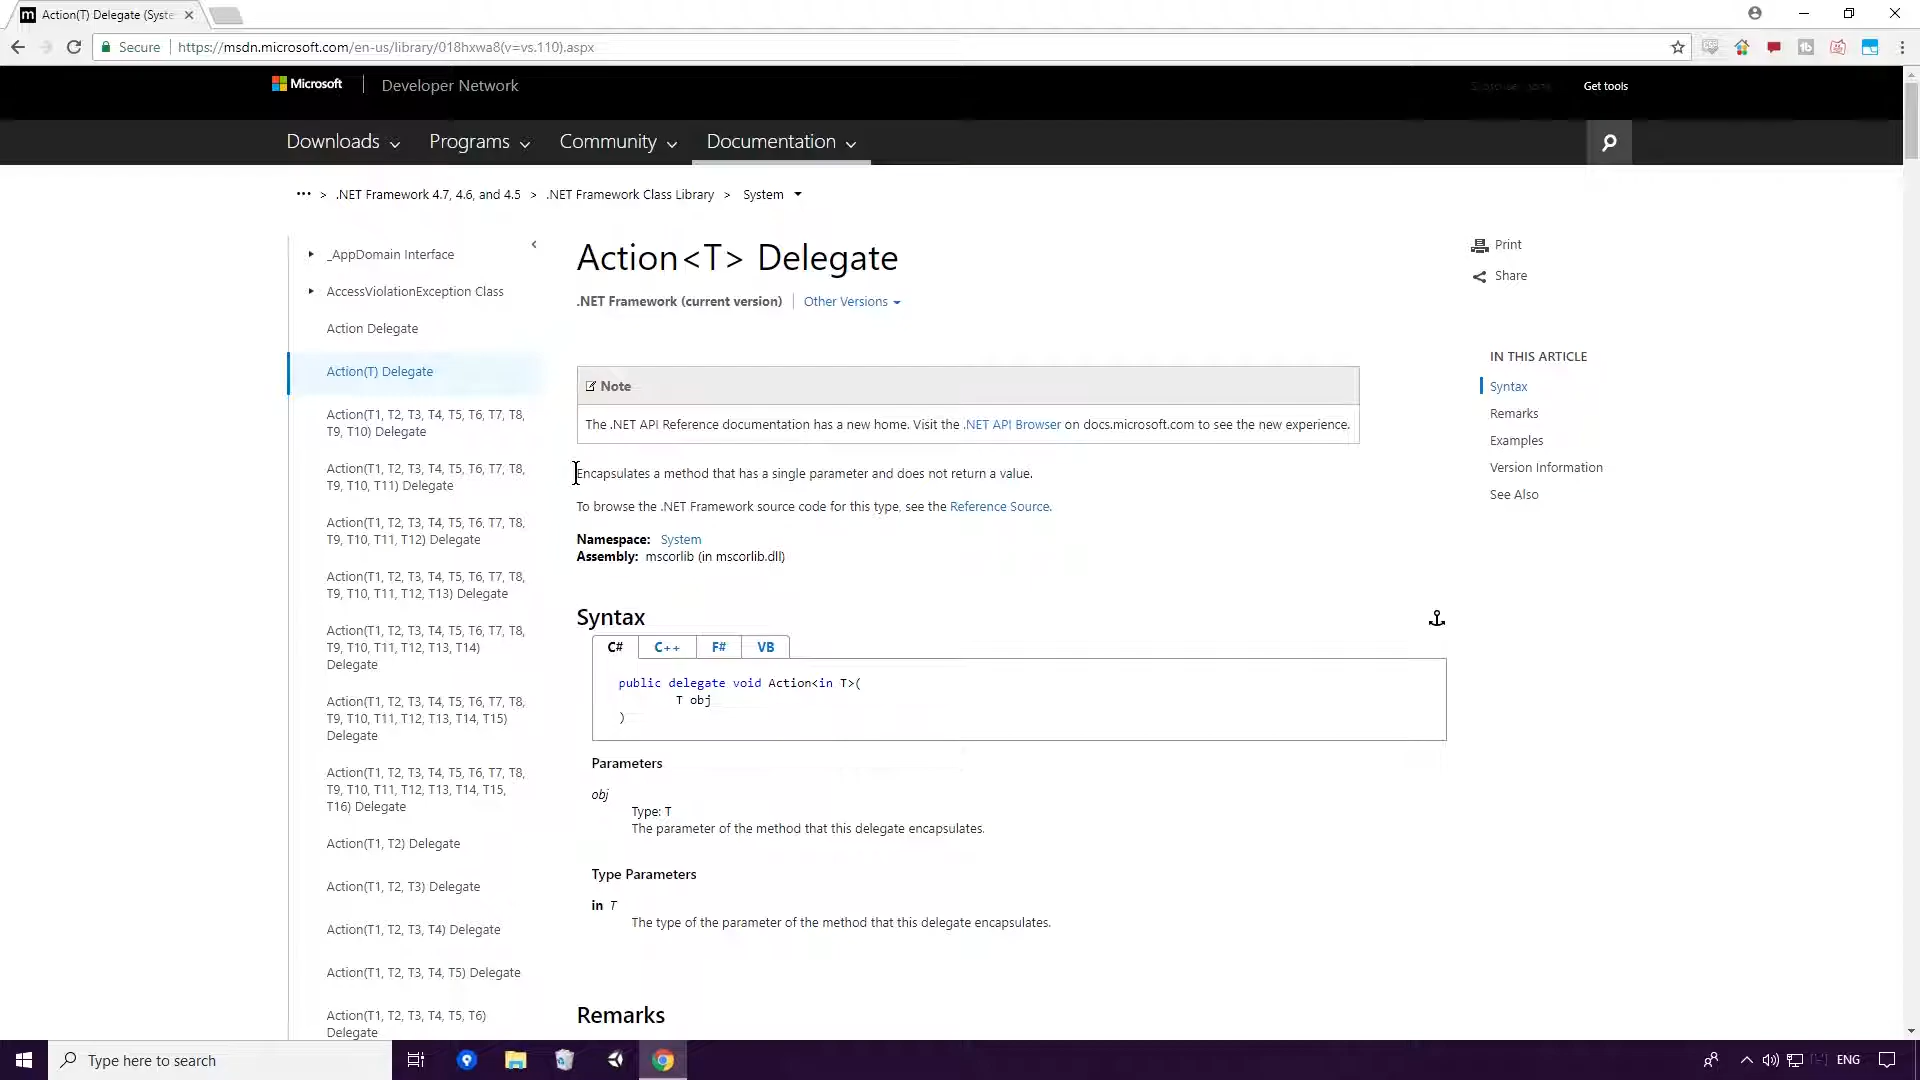 Action(T) Delegate (Syste
Secure
https://msdn.microsoft.com/en-us/library/018hxwa8(v=vs.110).aspx
Microsoft
Developer Network
Get tools
Downloads
Programs
Community
Documentation
••• > .NET Framework 4.7, 4.6, and 4.5 > .NET Framework Class Library > System
_AppDomain Interface
AccessViolationException Class
Action Delegate
Action(T) Delegate
Action(T1, T2, T3, T4, T5, T6, T7, T8,
T9, T10) Delegate
Action(T1, T2, T3, T4, T5, T6, T7, T8,
T9, T10, T11) Delegate
Action(T1, T2, T3, T4, T5, T6, T7, T8,
T9, T10, T11, T12) Delegate
Action(T1, T2, T3, T4, T5, T6, T7, T8,
T9, T10, T11, T12, T13) Delegate
Action(T1, T2, T3, T4, T5, T6, T7, T8,
T9, T10, T11, T12, T13, T14)
Delegate
Action(T1, T2, T3, T4, T5, T6, T7, T8,
T9, T10, T11, T12, T13, T14, T15)
Delegate
Action(T1, T2, T3, T4, T5, T6, T7, T8,
T9, T10, T11, T12, T13, T14, T15,
T16) Delegate
Action(T1, T2) Delegate
Action(T1, T2, T3) Delegate
Action(T1, T2, T3, T4) Delegate
Action(T1, T2, T3, T4, T5) Delegate
Action(T1, T2, T3, T4, T5, T6)
Delegate
Action<T> Delegate
.NET Framework (current version)
Other Versions
Note
The .NET API Reference documentation has a new home. Visit the .NET API Browser on docs.microsoft.com to see the new experience.
Encapsulates a method that has a single parameter and does not return a value.
To browse the .NET Framework source code for this type, see the Reference Source.
Namespace: System
Assembly: mscorlib (in mscorlib.dll)
Syntax
C#
C++
F#
VB
public delegate void Action<in T>(
T obj
)
Parameters
obj
Type: T
The parameter of the method that this delegate encapsulates.
Type Parameters
in T
The type of the parameter of the method that this delegate encapsulates.
Remarks
Print
Share
IN THIS ARTICLE
Syntax
Remarks
Examples
Version Information
See Also
Type here to search
ENG